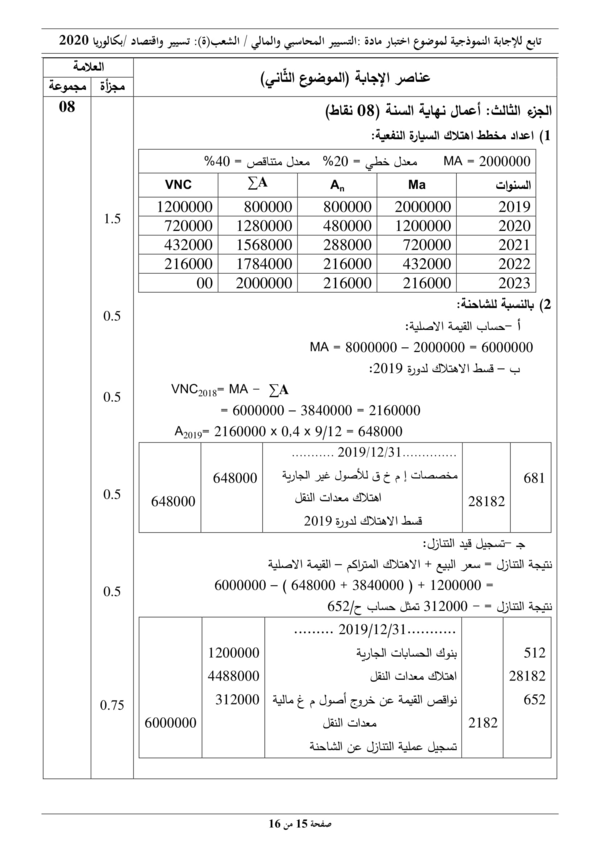 تابع للإجابة النموذجية لموضوع اختبار مادة :التسيير المحاسبي والمالي / الشعب(ة): تسيير واقتصاد /بكالوريا 2020
عناصر الإجابة (الموضوع الثّاني)
العلامة
مجزأة
مجموعة
الجزء الثالث: أعمال نهاية السنة (08 نقاط)
08
1) اعداد مخطط اهتلاك السيارة النفعية:
MA = 2000000 معدل خطي = 20% معدل متناقص = 40%
السنوات Ma An ∑A VNC
2019 2000000 800000 800000 1200000
2020 1200000 480000 1280000 720000
2021 720000 288000 1568000 432000
2022 432000 216000 1784000 216000
2023 216000 216000 2000000 00
1.5
2) بالنسبة للشاحنة:
0.5
أ –حساب القيمة الاصلية:
MA = 8000000 – 2000000 = 6000000
ب – قسط الاهتلاك لدورة 2019:
VNC2018= MA – ∑A
0.5
= 6000000 – 3840000 = 2160000
A2019= 2160000 x 0,4 x 9/12 = 648000
...........2019/12/31..............
681 مخصصات إ م خ ق للأصول غير الجارية 648000
28182 اهتلاك معدات النقل 648000
0.5
قسط الاهتلاك لدورة 2019
جـ –تسجيل قيد التنازل:
نتيجة التنازل = سعر البيع + الاهتلاك المتراكم – القيمة الاصلية
= 1200000 + ( 3840000 + 648000 ) – 6000000
0.5
نتيجة التنازل = – 312000 تمثل حساب ح/652
.........2019/12/31...........
512 بنوك الحسابات الجارية 1200000
28182 اهتلاك معدات النقل 4488000
652 نواقص القيمة عن خروج أصول م غ مالية 312000
0.75
2182 معدات النقل 6000000
تسجيل عملية التنازل عن الشاحنة
صفحة 15 من 16